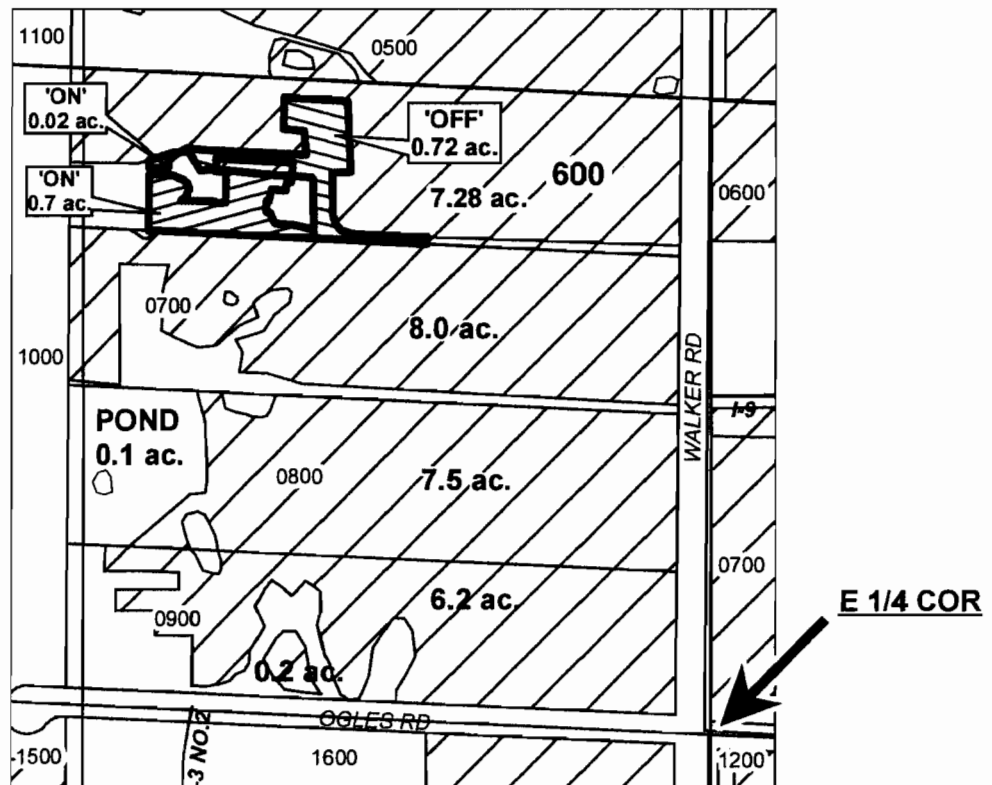 1100
0500
'ON'
0.02 ac.
'OFF'
0.72 ac.
600
'ON'
0.7 ac.
7.28 ac.
0600
0700
8.0 ac.
1000
WALKER RD
I-9
POND
0.1 ac.
0800
7.5 ac.
0700
6.2 ac.
E 1/4 COR
0900
0.2 ac.
OGLES RD
1500
-3 NO.2
1600
1200